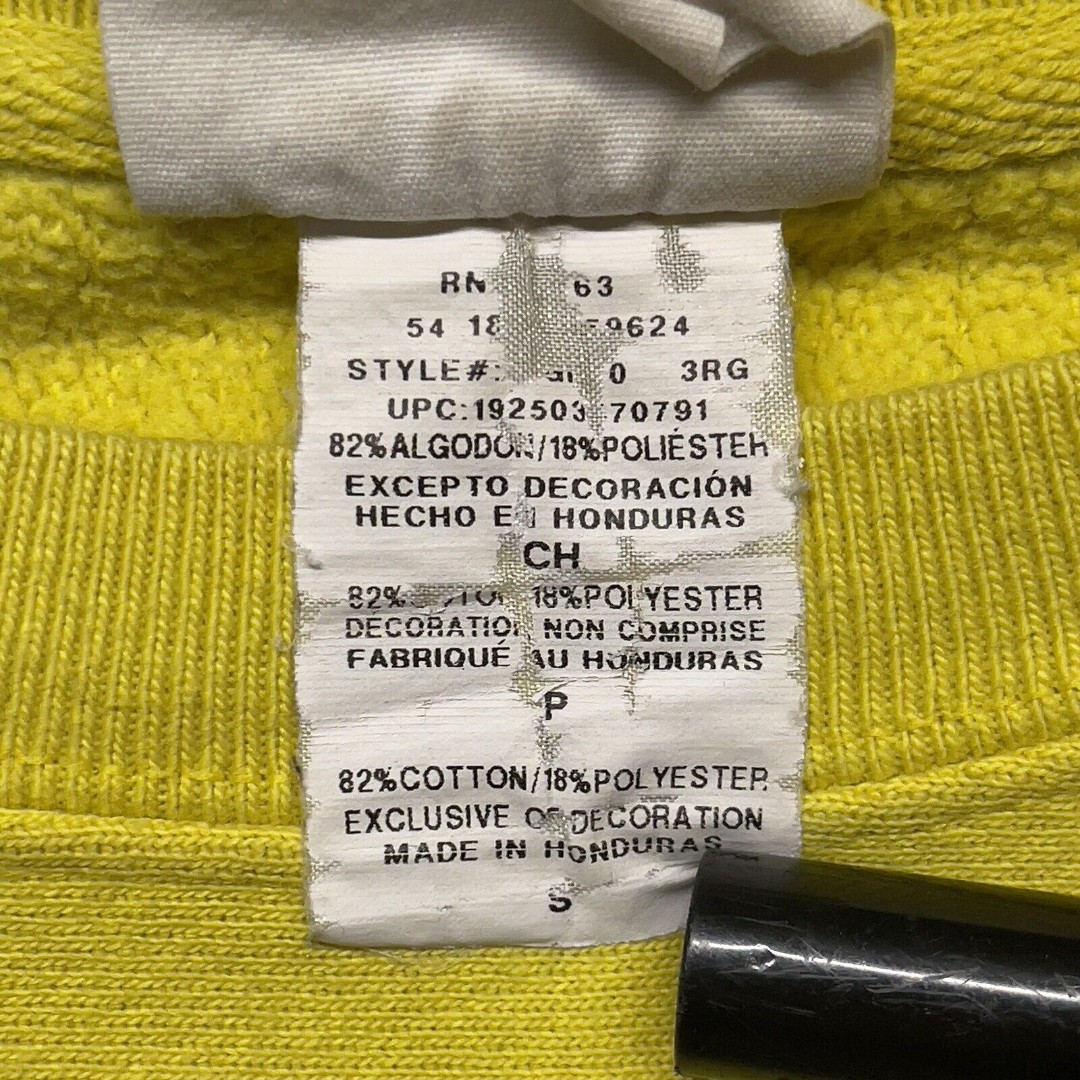 RN 63
54 18 59624
STYLE#: 0 3RG
UPC:192503 70791
82%ALGODON/18%POLIÉSTER
EXCEPTO DECORACIÓN
HECHO EN HONDURAS
CH
82% 18%POLYESTER
DÉCORATION NON COMPRISE
FABRIQUÉ AU HONDURAS
P
82%COTTON/18%POLYESTER
EXCLUSIVE OF DECORATION
MADE IN HONDURAS
S